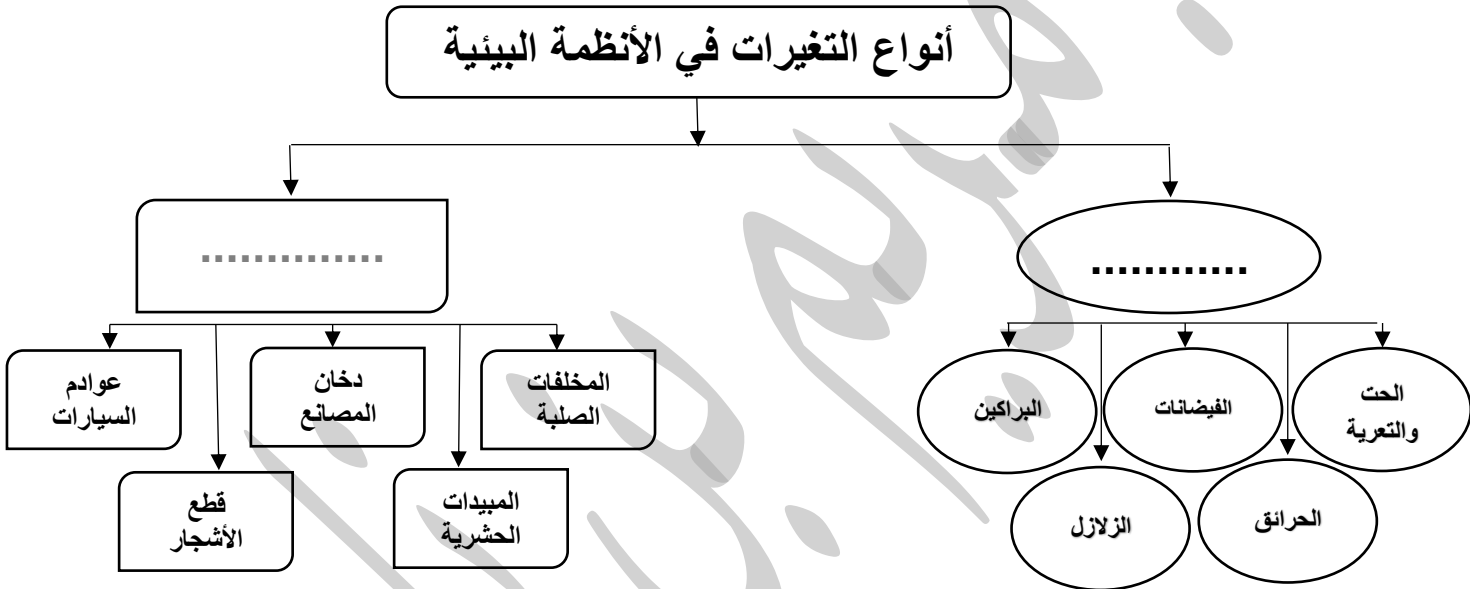 أنواع التغيرات في الأنظمة البيئية
............
..............
الحت
والتعرية
الفيضانات
البراكين
الحرائق
الزلازل
المخلفات
الصلبة
دخان
المصانع
عوادم
السيارات
المبيدات
الحشرية
قطع
الأشجار